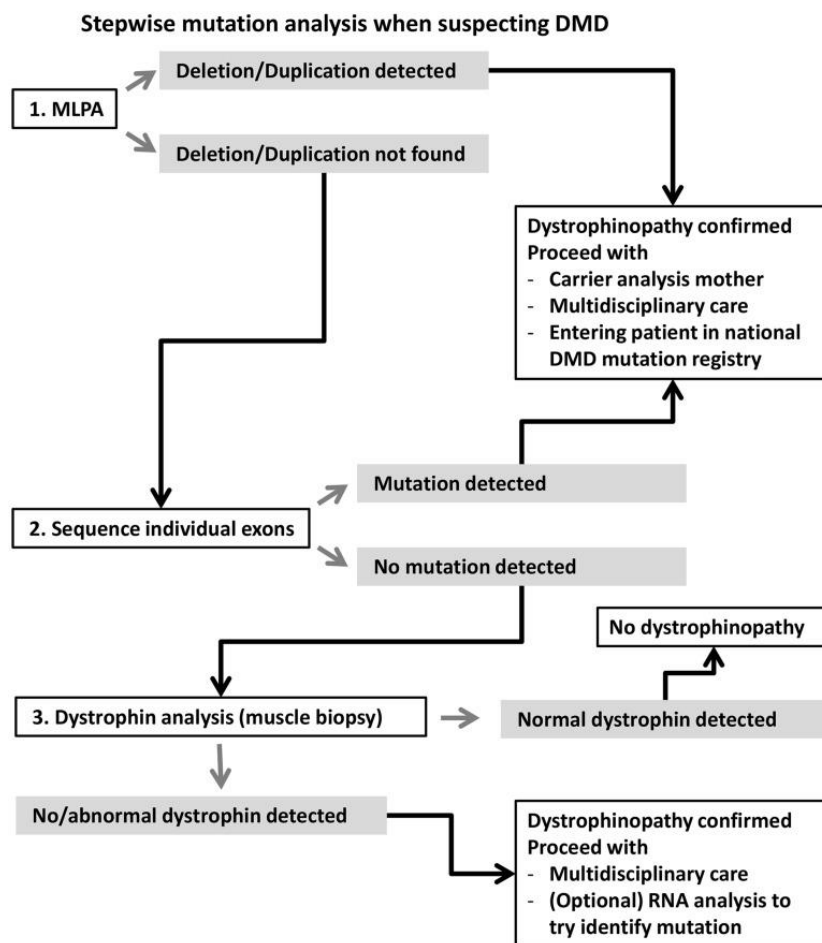 Stepwise mutation analysis when suspecting DMD
Deletion/Duplication detected
1. MLPA
Deletion/Duplication not found
Dystrophinopathy confirmed
Proceed with
- Carrier analysis mother
- Multidisciplinary care
- Entering patient in national
DMD mutation registry
Mutation detected
2. Sequence individual exons
No mutation detected
No dystrophinopathy
3. Dystrophin analysis (muscle biopsy)
Normal dystrophin detected
No/abnormal dystrophin detected
Dystrophinopathy confirmed
Proceed with
- Multidisciplinary care
- (Optional) RNA analysis to
try identify mutation